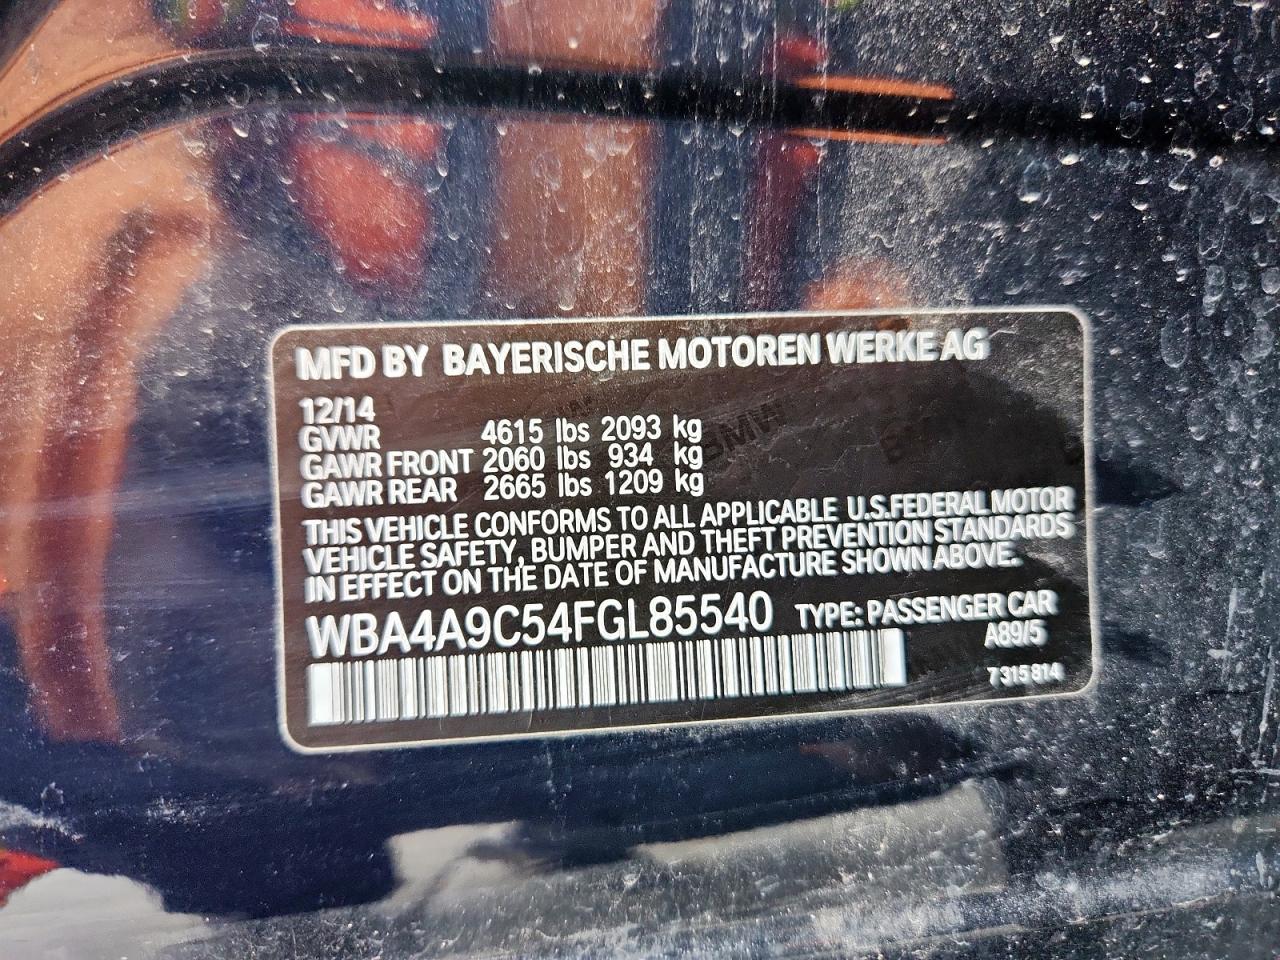 MFD BY BAYERISCHE MOTOREN WERKE AG
12/14
GVWR 4615 lbs 2093 kg
GAWR FRONT 2060 lbs 934 kg
GAWR REAR 2665 lbs 1209 kg
THIS VEHICLE CONFORMS TO ALL APPLICABLE U.S.FEDERAL MOTOR
VEHICLE SAFETY, BUMPER AND THEFT PREVENTION STANDARDS
IN EFFECT ON THE DATE OF MANUFACTURE SHOWN ABOVE.
WBA4A9C54FGL85540 TYPE: PASSENGER CAR
A89/5
7 315 814
BMW